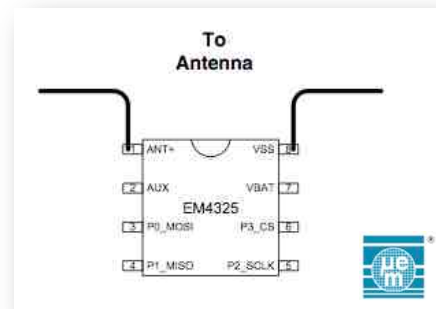 To
Antenna
1 ANT+ VSS 8
2 AUX VBAT 7
EM4325
3 P0_MOSI P3_CS 6
4 P1_MISO P2_SCLK 5
μem
®